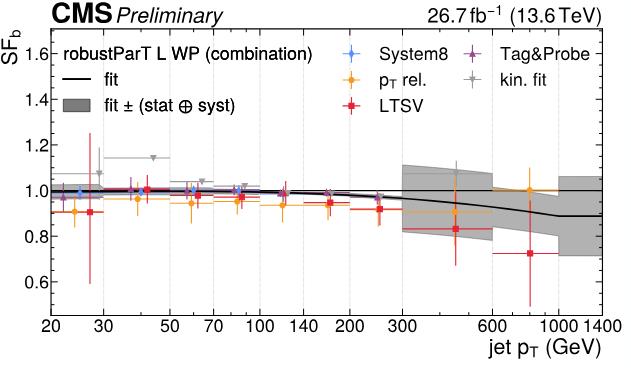 CMS Preliminary 26.7 fb⁻¹ (13.6 TeV)
SF_b
robustParT L WP (combination)
fit
fit ± (stat ⊕ syst)
System8
p_T rel.
LTSV
Tag&Probe
kin. fit
1.6
1.4
1.2
1.0
0.8
0.6
20 30 50 70 100 140 200 300 600 1000 1400
jet p_T (GeV)